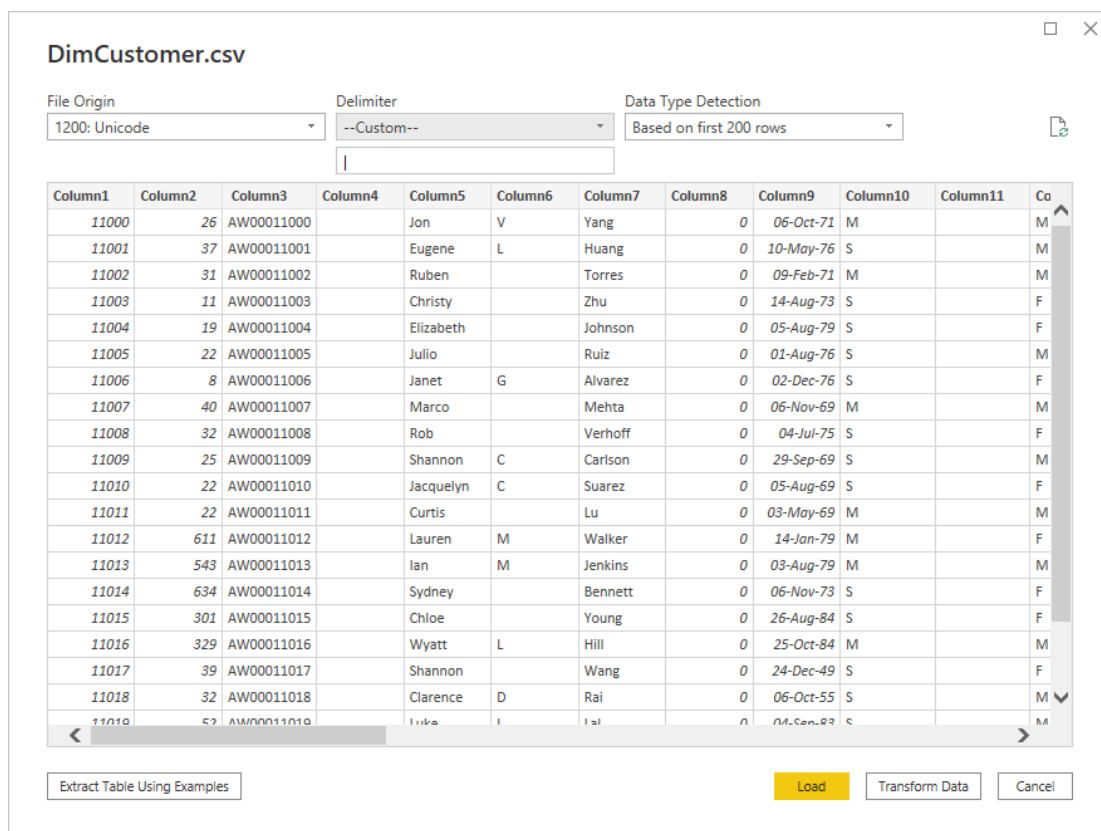 DimCustomer.csv
File Origin Delimiter Data Type Detection
1200: Unicode --Custom-- Based on first 200 rows
|
Column1 Column2 Column3 Column4 Column5 Column6 Column7 Column8 Column9 Column10 Column11 Co
11000 26 AW00011000 Jon V Yang 0 06-Oct-71 M M
11001 37 AW00011001 Eugene L Huang 0 10-May-76 S M
11002 31 AW00011002 Ruben Torres 0 09-Feb-71 M M
11003 11 AW00011003 Christy Zhu 0 14-Aug-73 S F
11004 19 AW00011004 Elizabeth Johnson 0 05-Aug-79 S F
11005 22 AW00011005 Julio Ruiz 0 01-Aug-76 S M
11006 8 AW00011006 Janet G Alvarez 0 02-Dec-76 S F
11007 40 AW00011007 Marco Mehta 0 06-Nov-69 M M
11008 32 AW00011008 Rob Verhoff 0 04-Jul-75 S F
11009 25 AW00011009 Shannon C Carlson 0 29-Sep-69 S M
11010 22 AW00011010 Jacquelyn C Suarez 0 05-Aug-69 S F
11011 22 AW00011011 Curtis Lu 0 03-May-69 M M
11012 611 AW00011012 Lauren M Walker 0 14-Jan-79 M F
11013 543 AW00011013 Ian M Jenkins 0 03-Aug-79 M M
11014 634 AW00011014 Sydney Bennett 0 06-Nov-73 S F
11015 301 AW00011015 Chloe Young 0 26-Aug-84 S F
11016 329 AW00011016 Wyatt L Hill 0 25-Oct-84 M M
11017 39 AW00011017 Shannon Wang 0 24-Dec-49 S F
11018 32 AW00011018 Clarence D Rai 0 06-Oct-55 S M
11019 52 AW00011019 Luke L Lal 0 04-Sep-83 S M
Extract Table Using Examples Load Transform Data Cancel